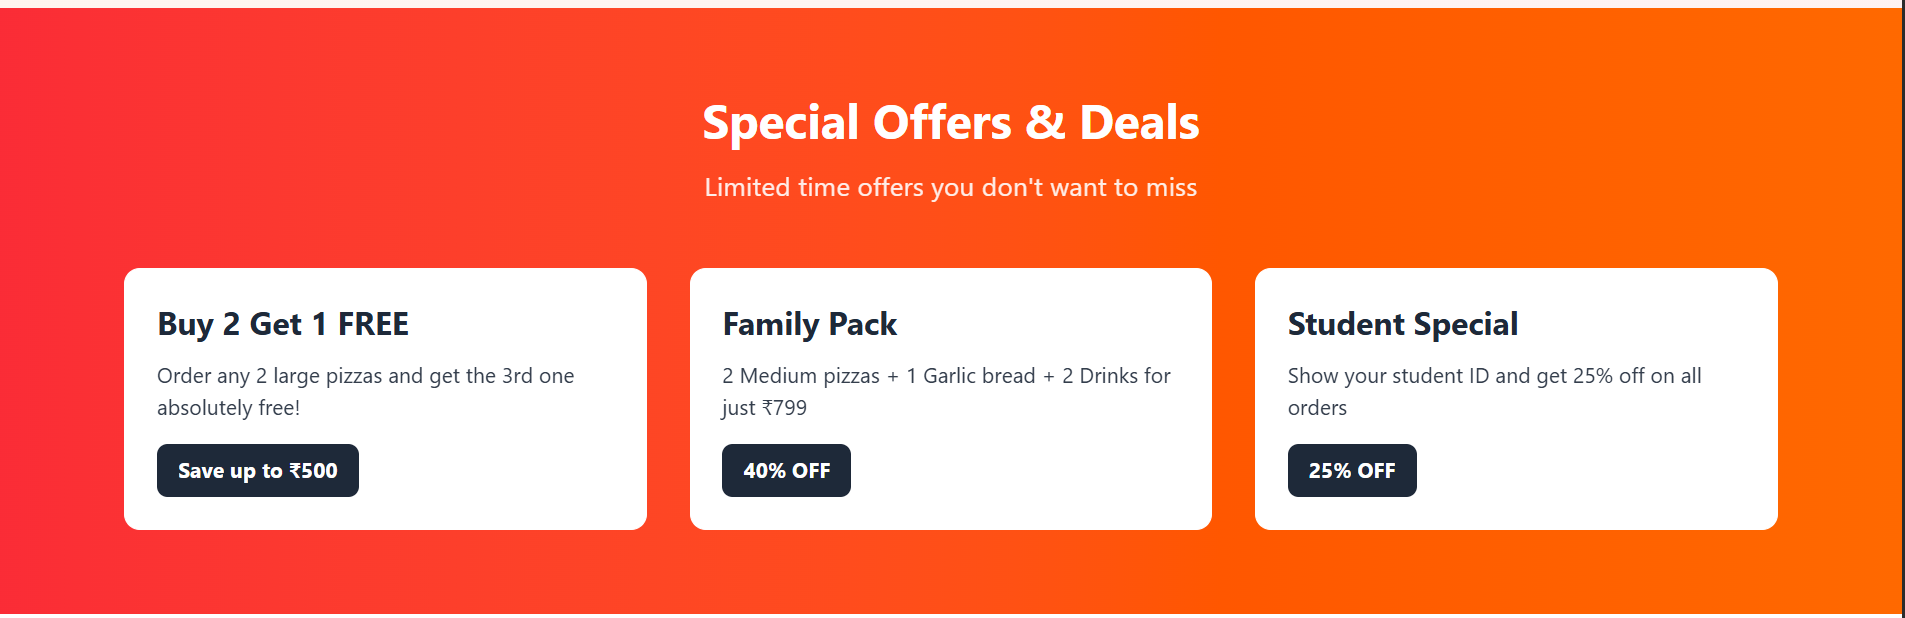 Special Offers & Deals
Limited time offers you don't want to miss
Buy 2 Get 1 FREE
Order any 2 large pizzas and get the 3rd one
absolutely free!
Save up to ₹500
Family Pack
2 Medium pizzas + 1 Garlic bread + 2 Drinks for
just ₹799
40% OFF
Student Special
Show your student ID and get 25% off on all
orders
25% OFF